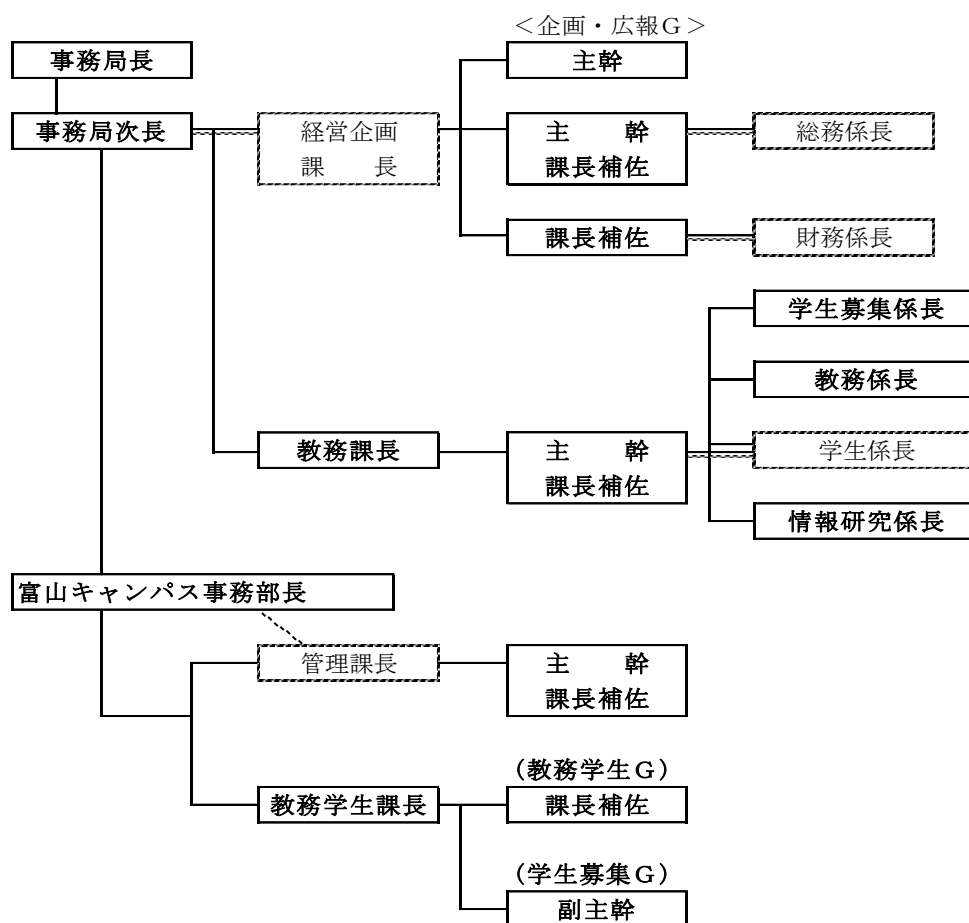 ＜企画・広報Ｇ＞
事務局長
主幹
事務局次長
経営企画
課　　長
主　　幹
課長補佐
総務係長
課長補佐
財務係長
学生募集係長
教務係長
教務課長
主　　幹
課長補佐
学生係長
情報研究係長
富山キャンパス事務部長
管理課長
主　　幹
課長補佐
（教務学生Ｇ）
教務学生課長
課長補佐
（学生募集Ｇ）
副主幹